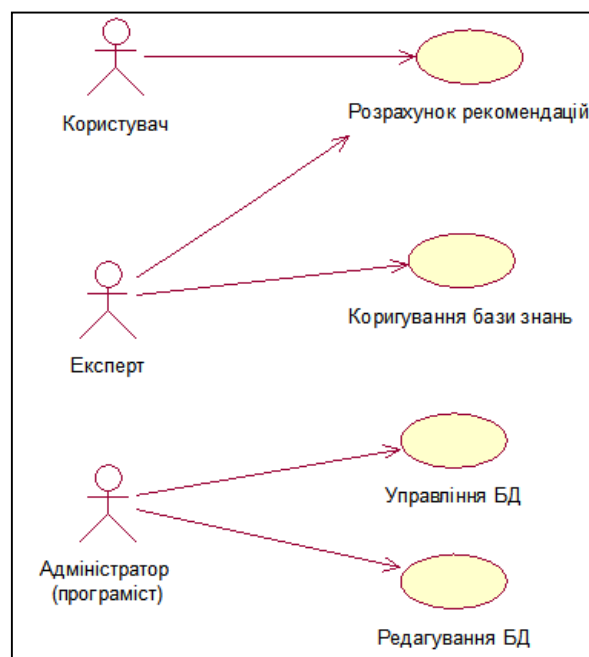 Користувач
Розрахунок рекомендацій
Експерт
Коригування бази знань
Адміністратор
(програміст)
Управління БД
Редагування БД